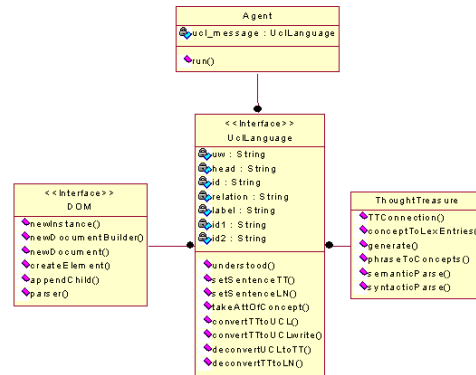 Agent
ucl_message : UclLanguage
run()
<<Interface>>
UclLanguage
uw : String
head : String
id : String
relation : String
label : String
id1 : String
id2 : String
understood()
setSentenceTT()
setSentenceLN()
takeAttOfConcept()
convertTTtoUCL()
convertTTtoUCLwrite()
deconvertUCLtoTT()
deconvertTTtoLN()
<<Interface>>
DOM
newInstance()
newDocumentBuilder()
newDocument()
createElement()
appendChild()
parser()
ThoughtTreasure
TTConnection()
conceptToLexEntries()
generate()
phraseToConcepts()
semanticParse()
syntacticParse()